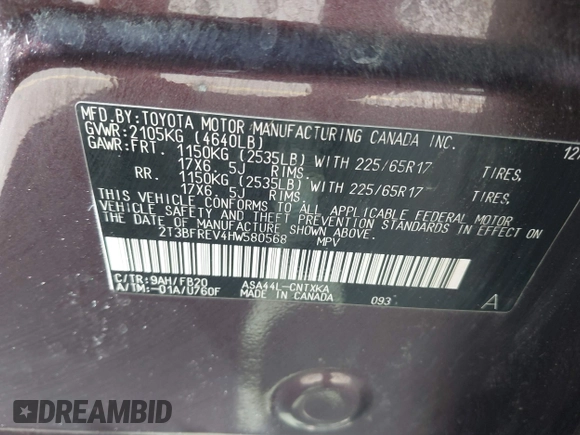 MFD.BY:TOYOTA MOTOR MANUFACTURING CANADA INC. 12
GVWR:2105KG (4640LB)
GAWR:FRT. 1150KG (2535LB) WITH 225/65R17 TIRES,
17X6.5J RIMS.
RR. 1150KG (2535LB) WITH 225/65R17 TIRES,
17X6.5J RIMS.
THIS VEHICLE CONFORMS TO ALL APPLICABLE FEDERAL MOTOR
VEHICLE SAFETY AND THEFT PREVENTION STANDARDS IN EFFECT
ON THE DATE OF MANUFACTURE SHOWN ABOVE.
2T3BFREV4HW580568 MPV
C/TR:9AH/FB20 ASA44L-CNTXKA
A/TM:-01A/U760F MADE IN CANADA 093 A
DREAMBID